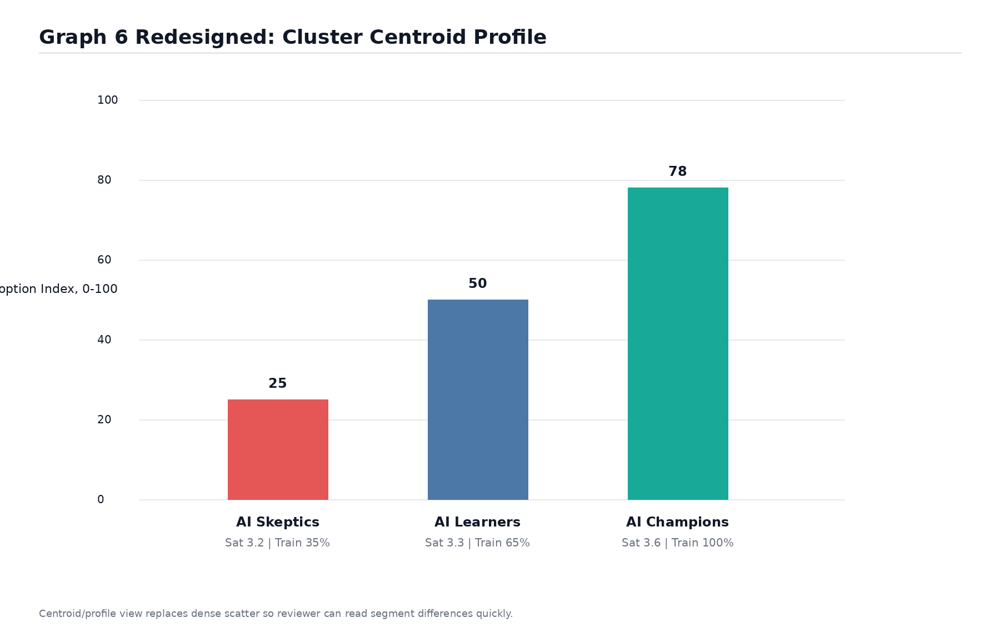 Graph 6 Redesigned: Cluster Centroid Profile
100
80
60
40
20
0
Index, 0-100
25
50
78
AI Skeptics
AI Learners
AI Champions
Sat 3.2 | Train 35%
Sat 3.3 | Train 65%
Sat 3.6 | Train 100%
Centroid/profile view replaces dense scatter so reviewer can read segment differences quickly.